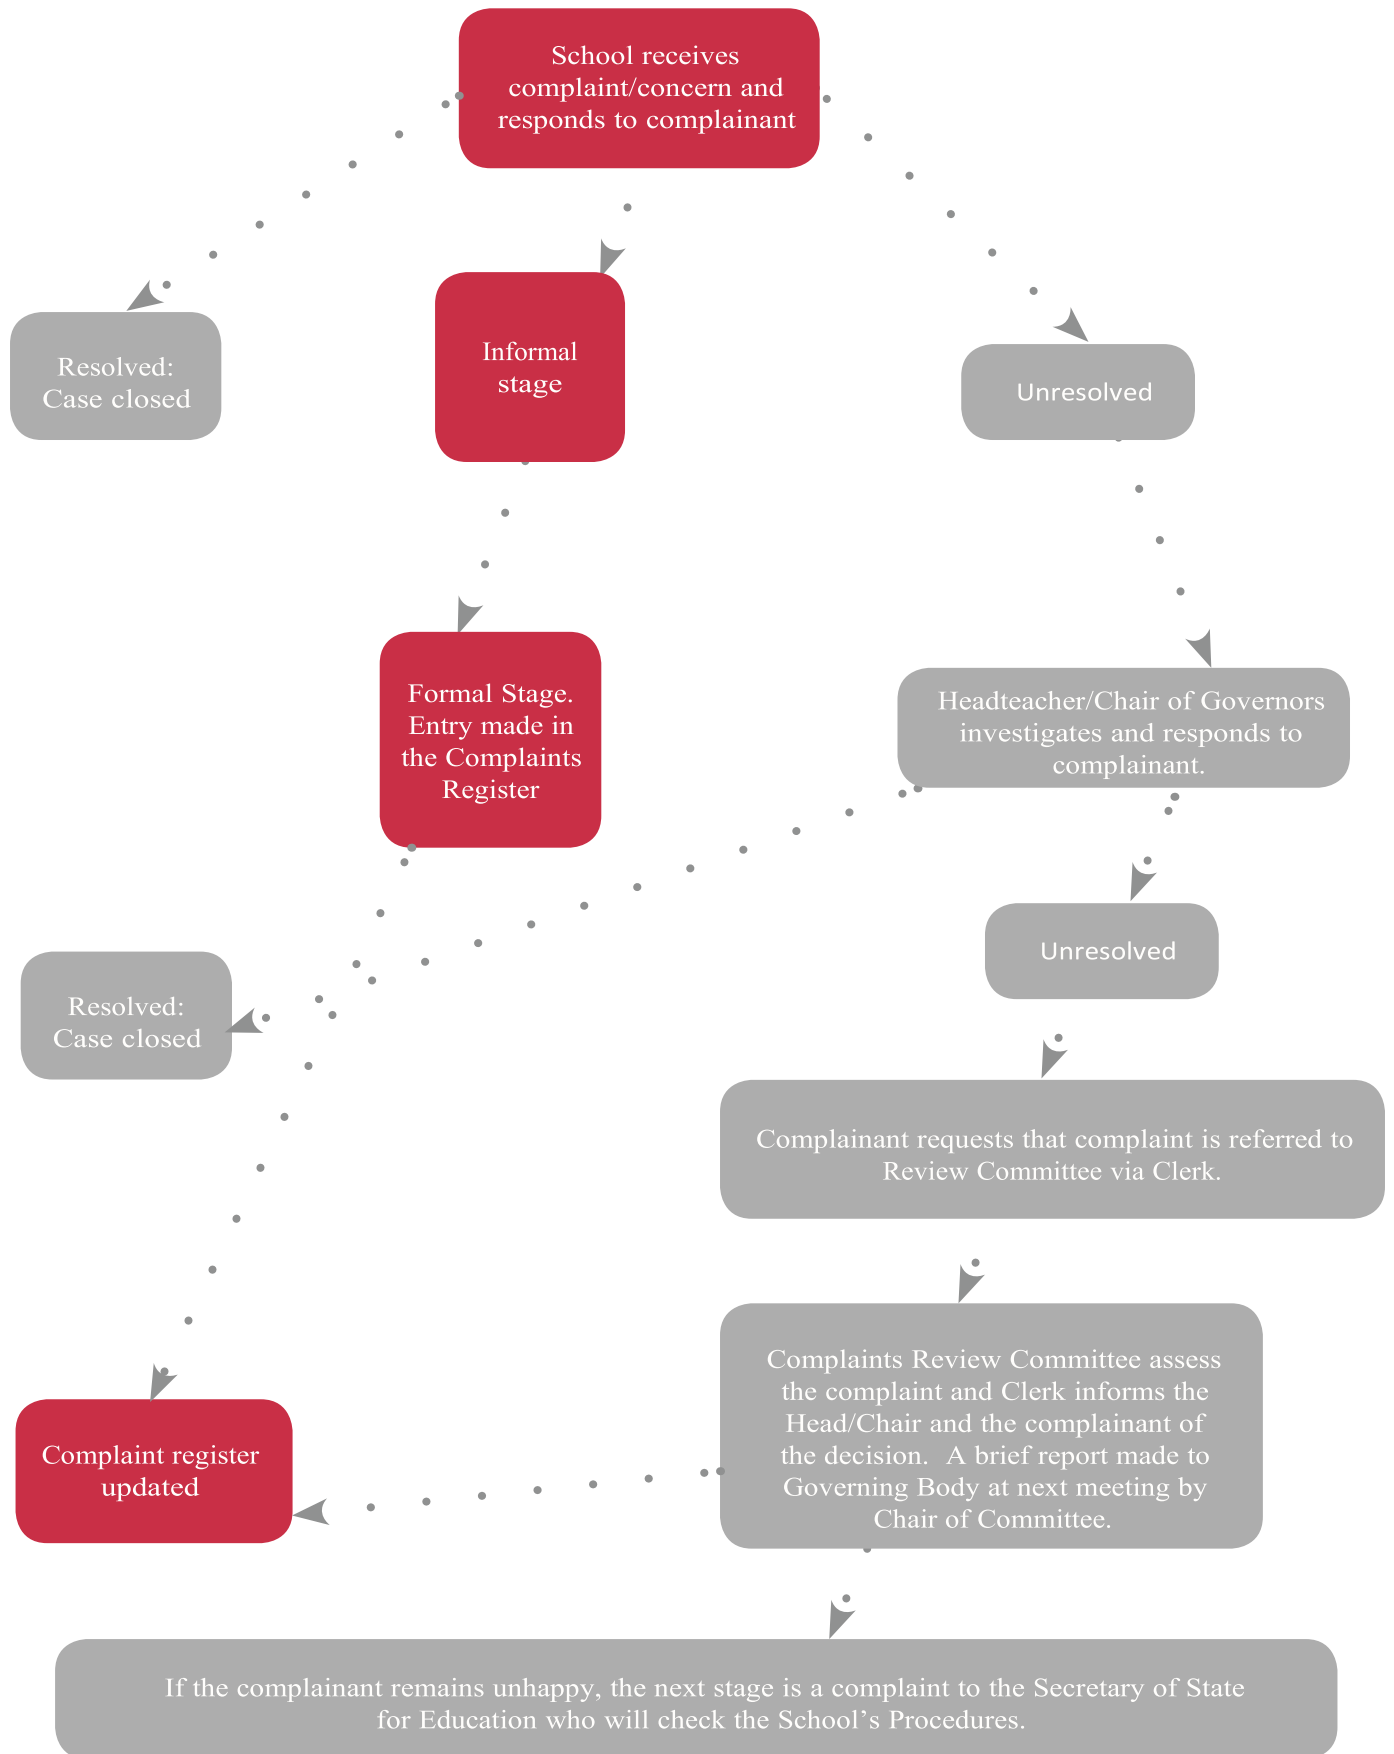 School receives
complaint/concern and
responds to complainant
Resolved:
Case closed
Informal
stage
Unresolved
Formal Stage.
Entry made in
the Complaints
Register
Headteacher/Chair of Governors
investigates and responds to
complainant.
Resolved:
Case closed
Unresolved
Complainant requests that complaint is referred to
Review Committee via Clerk.
Complaints Review Committee assess
the complaint and Clerk informs the
Head/Chair and the complainant of
the decision.  A brief report made to
Governing Body at next meeting by
Chair of Committee.
Complaint register
updated
If the complainant remains unhappy, the next stage is a complaint to the Secretary of State
for Education who will check the School’s Procedures.